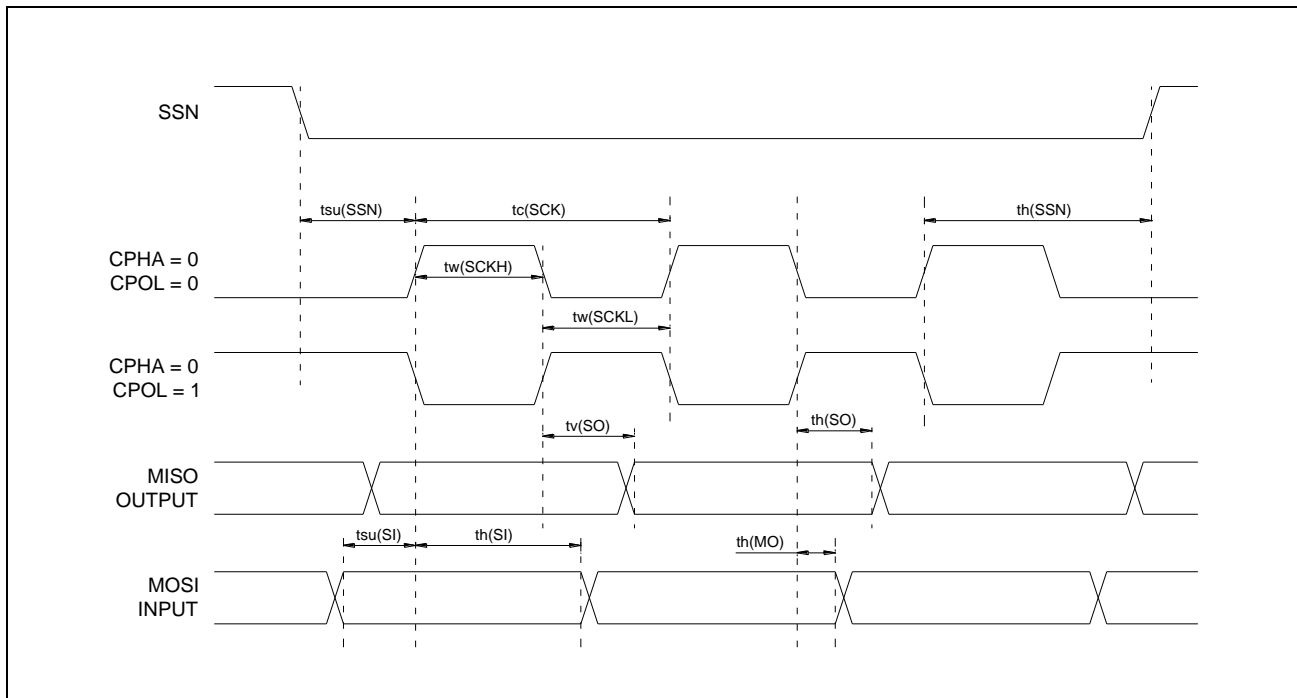 SSN
tsu(SSN)
tc(SCK)
th(SSN)
CPHA = 0
CPOL = 0
tw(SCKH)
tw(SCKL)
CPHA = 0
CPOL = 1
tv(SO)
th(SO)
MISO
OUTPUT
tsu(SI)
th(SI)
th(MO)
MOSI
INPUT